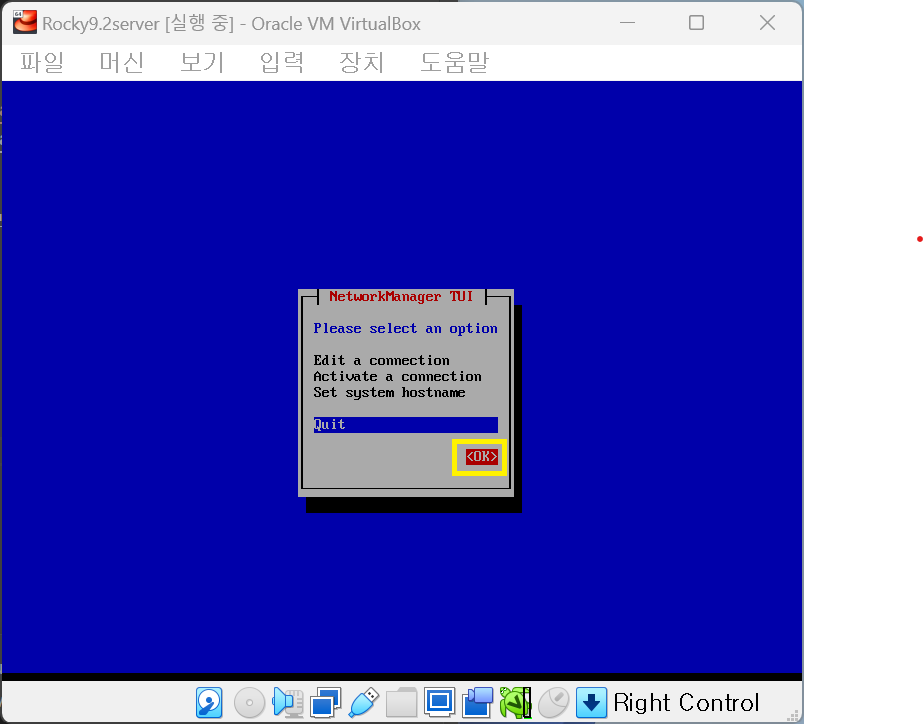 64
Rocky9.2server [실행 중] - Oracle VM VirtualBox
파일 머신 보기 입력 장치 도움말
NetworkManager TUI
Please select an option
Edit a connection
Activate a connection
Set system hostname
Quit
<OK>
Right Control